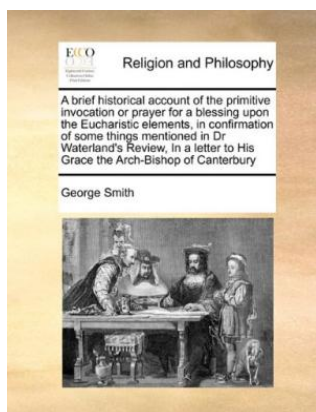 ECCO
Religion and Philosophy
A brief historical account of the primitive
invocation or prayer for a blessing upon
the Eucharistic elements, in confirmation
of some things mentioned in Dr
Waterland's Review, In a letter to His
Grace the Arch-Bishop of Canterbury
George Smith